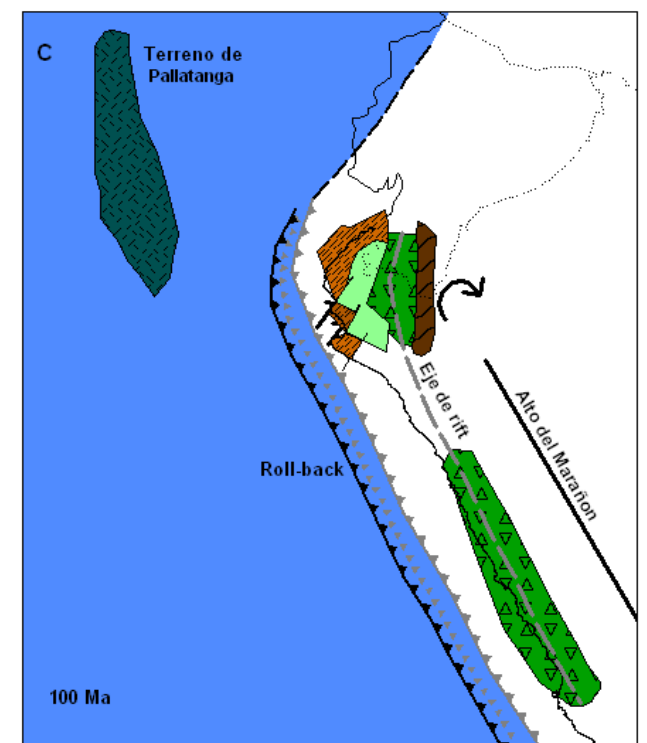 C
Terreno de
Pallatanga
Eje de rift
Alto del Marañon
Roll-back
100 Ma